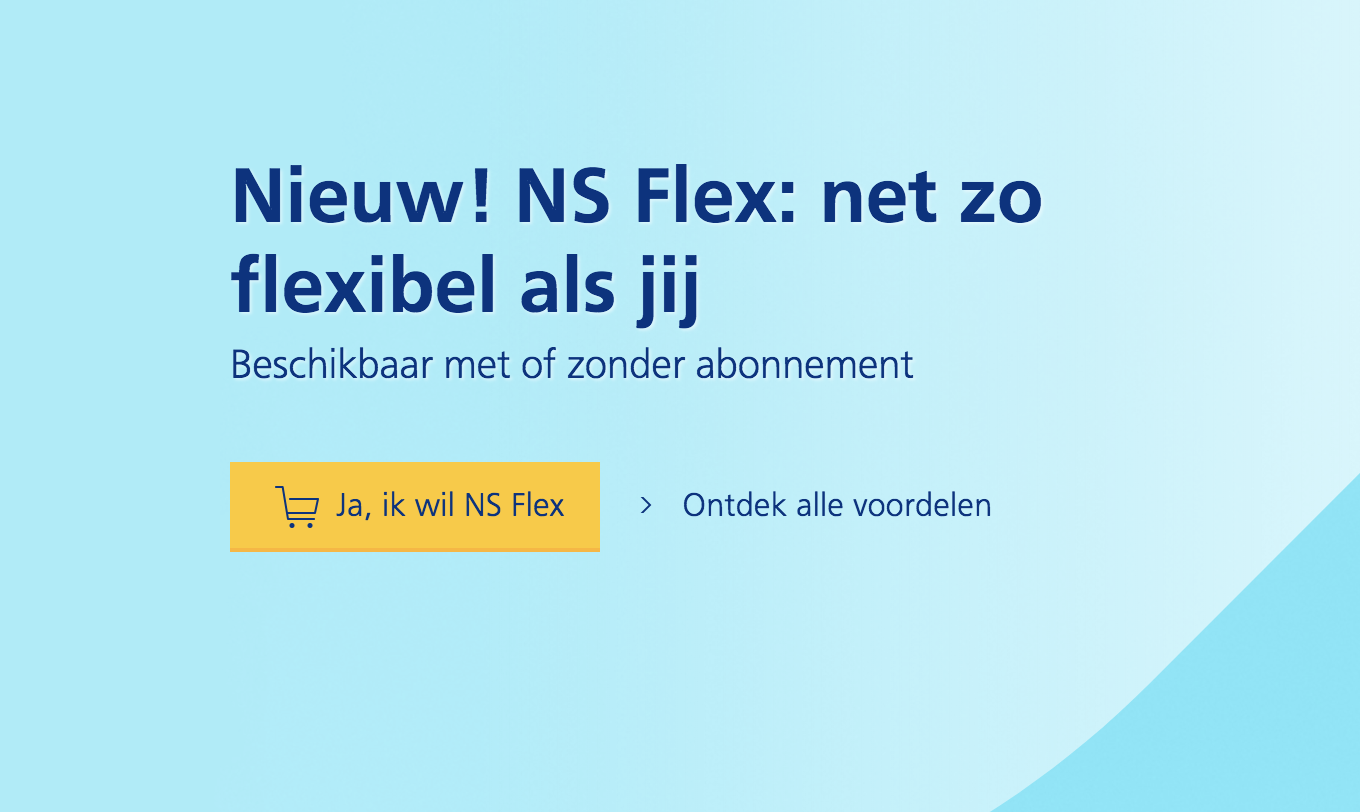 Nieuw! NS Flex: net zo
flexibel als jij
Beschikbaar met of zonder abonnement
Ja, ik wil NS Flex
Ontdek alle voordelen